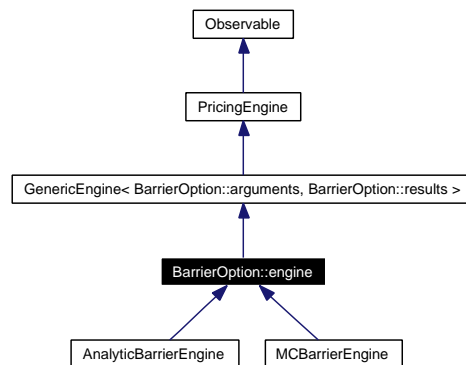 Observable
PricingEngine
GenericEngine< BarrierOption::arguments, BarrierOption::results >
BarrierOption::engine
AnalyticBarrierEngine
MCBarrierEngine